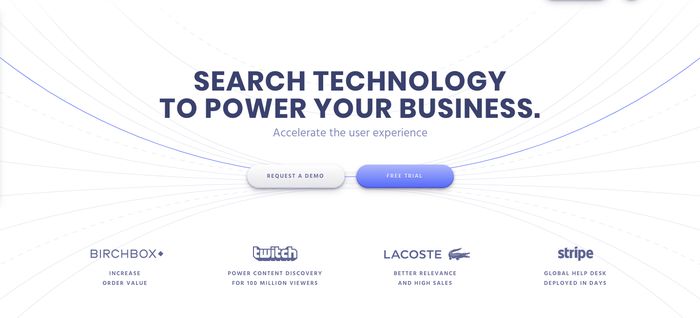 SEARCH TECHNOLOGY
TO POWER YOUR BUSINESS.
Accelerate the user experience
REQUEST A DEMO
FREE TRIAL
BIRCHBOX
twitch
LACOSTE
stripe
INCREASE
ORDER VALUE
POWER CONTENT DISCOVERY
FOR 100 MILLION VIEWERS
BETTER RELEVANCE
AND HIGH SALES
GLOBAL HELP DESK
DEPLOYED IN DAYS